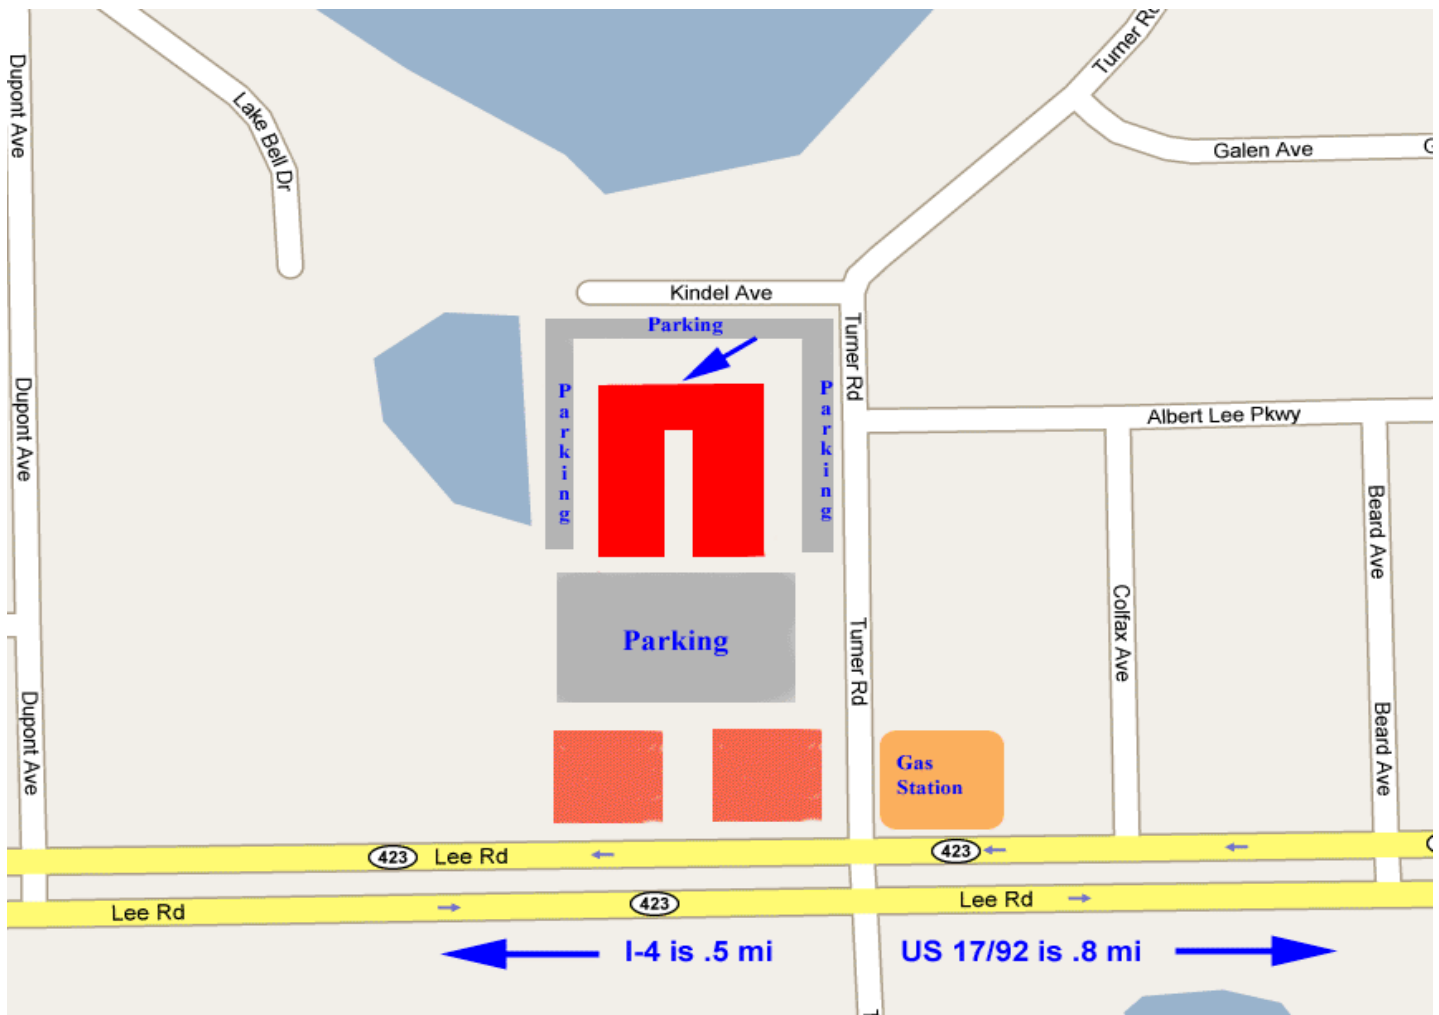 Turner Rd
Dupont Ave
Lake Bell Dr
Galen Ave
G
Kindel Ave
Parking
Turner Rd
Parking
Parking
Dupont Ave
Albert Lee Pkwy
Beard Ave
Colfax Ave
Parking
Turner Rd
Dupont Ave
Beard Ave
Gas
Station
423 Lee Rd
423
Lee Rd
423
Lee Rd
I-4 is .5 mi
US 17/92 is .8 mi
T